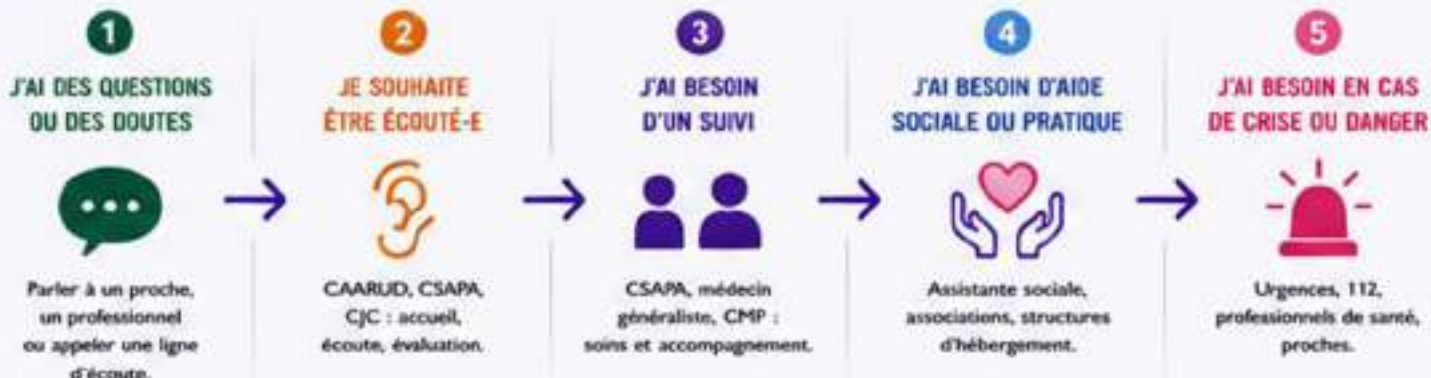 1
J'AI DES QUESTIONS
OU DES DOUTES
Parler à un proche,
un professionnel
ou appeler une ligne
d'écoute.
2
JE SOUHAITE
ÊTRE ÉCOUTÉ-E
CAARUD, CSAPA,
CJC : accueil,
écoute, évaluation.
3
J'AI BESOIN
D'UN SUIVI
CSAPA, médecin
généraliste, CMP :
soins et accompagnement.
4
J'AI BESOIN D'AIDE
SOCIALE OU PRATIQUE
Assistante sociale,
associations, structures
d'hébergement.
5
J'AI BESOIN EN CAS
DE CRISE OU DANGER
Urgences, 112,
professionnels de santé,
proches.